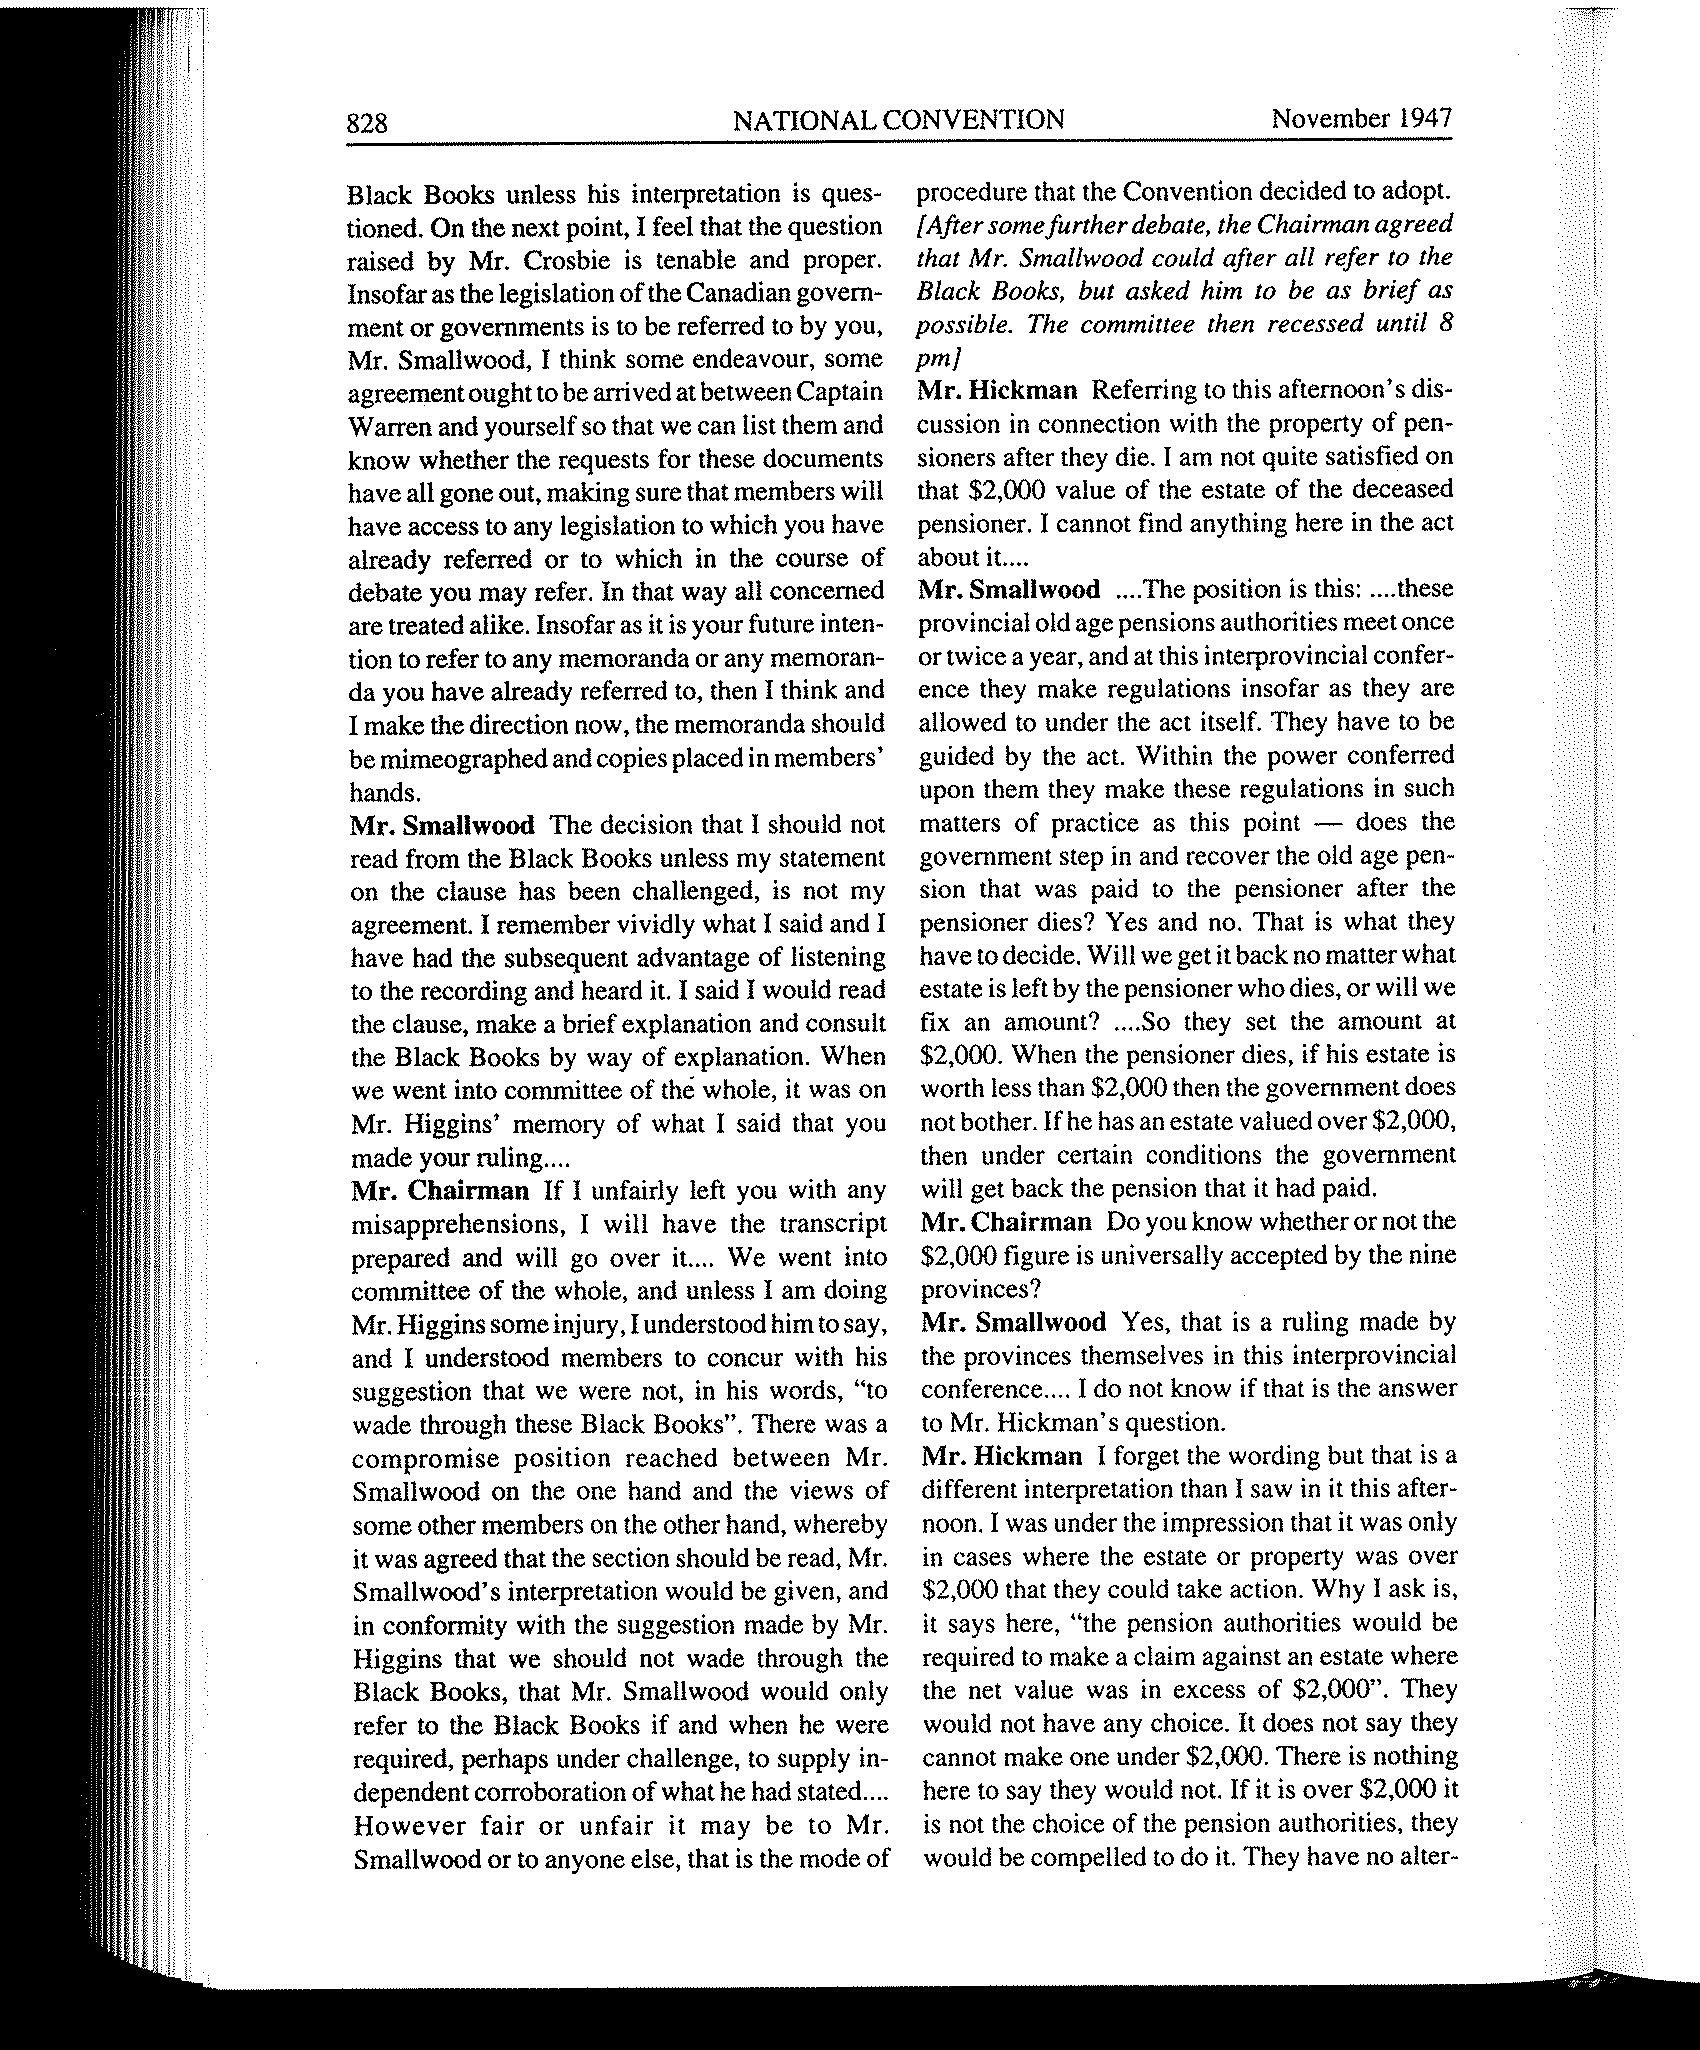 828 NATIONAL CONVENTION November 1947
Black Books unless his interpretation is ques-
tioned. On the next point, I feel that the question
raised by Mr. Crosbie is tenable and proper.
Insofar as the legislation of the Canadian govern-
ment or governments is to be referred to by you,
Mr. Smallwood, I think some endeavour, some
agreement ought to be arrived at between Captain
Warren and yourself so that we can list them and
know whether the requests for these documents
have all gone out, making sure that members will
have access to any legislation to which you have
already referred or to which in the course of
debate you may refer. In that way all concerned
are treated alike. Insofar as it is your future inten-
tion to refer to any memoranda or any memoran-
da you have already referred to, then I think and
I make the direction now, the memoranda should
be mimeographed and copies placed in members'
hands.
Mr. Smallwood The decision that I should not
read from the Black Books unless my statement
on the clause has been challenged, is not my
agreement. I remember vividly what I said and I
have had the subsequent advantage of listening
to the recording and heard it. I said I would read
the clause, make a brief explanation and consult
the Black Books by way of explanation. When
we went into committee of the whole, it was on
Mr. Higgins' memory of what I said that you
made your ruling....
Mr. Chairman If I unfairly left you with any
misapprehensions, I will have the transcript
prepared and will go over it.... We went into
committee of the whole, and unless I am doing
Mr. Higgins some injury, I understood him to say,
and I understood members to concur with his
suggestion that we were not, in his words, "to
wade through these Black Books". There was a
compromise position reached between Mr.
Smallwood on the one hand and the views of
some other members on the other hand, whereby
it was agreed that the section should be read, Mr.
Smallwood's interpretation would be given, and
in conformity with the suggestion made by Mr.
Higgins that we should not wade through the
Black Books, that Mr. Smallwood would only
refer to the Black Books if and when he were
required, perhaps under challenge, to supply in-
dependent corroboration of what he had stated....
However fair or unfair it may be to Mr.
Smallwood or to anyone else, that is the mode of
procedure that the Convention decided to adopt.
[After some further debate, the Chairman agreed
that Mr. Smallwood could after all refer to the
Black Books, but asked him to be as brief as
possible. The committee then recessed until 8
pm]
Mr. Hickman Referring to this afternoon's dis-
cussion in connection with the property of pen-
sioners after they die. I am not quite satisfied on
that $2,000 value of the estate of the deceased
pensioner. I cannot find anything here in the act
about it....
Mr. Smallwood ....The position is this: ....these
provincial old age pensions authorities meet once
or twice a year, and at this interprovincial confer-
ence they make regulations insofar as they are
allowed to under the act itself. They have to be
guided by the act. Within the power conferred
upon them they make these regulations in such
matters of practice as this point — does the
government step in and recover the old age pen-
sion that was paid to the pensioner after the
pensioner dies? Yes and no. That is what they
have to decide. Will we get it back no matter what
estate is left by the pensioner who dies, or will we
fix an amount? ....So they set the amount at
$2,000. When the pensioner dies, if his estate is
worth less than $2,000 then the government does
not bother. If he has an estate valued over $2,000,
then under certain conditions the government
will get back the pension that it had paid.
Mr. Chairman Do you know whether or not the
$2,000 figure is universally accepted by the nine
provinces?
Mr. Smallwood Yes, that is a ruling made by
the provinces themselves in this interprovincial
conference.... I do not know if that is the answer
to Mr. Hickman's question.
Mr. Hickman I forget the wording but that is a
different interpretation than I saw in it this after-
noon. I was under the impression that it was only
in cases where the estate or property was over
$2,000 that they could take action. Why I ask is,
it says here, "the pension authorities would be
required to make a claim against an estate where
the net value was in excess of $2,000". They
would not have any choice. It does not say they
cannot make one under $2,000. There is nothing
here to say they would not. If it is over $2,000 it
is not the choice of the pension authorities, they
would be compelled to do it. They have no alter-